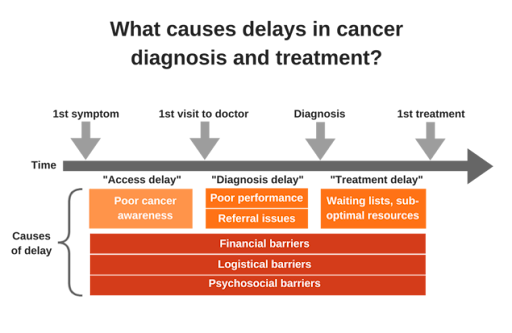 What causes delays in cancer
diagnosis and treatment?
1st symptom
1st visit to doctor
Diagnosis
1st treatment
Time
"Access delay"
"Diagnosis delay"
"Treatment delay"
Causes
of delay
Poor cancer
awareness
Poor performance
Referral issues
Waiting lists, sub-
optimal resources
Financial barriers
Logistical barriers
Psychosocial barriers